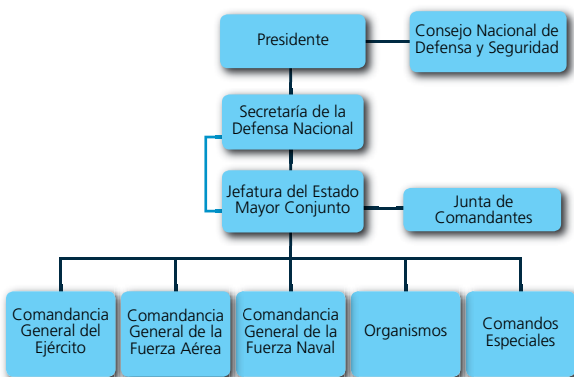 Presidente
Consejo Nacional de
Defensa y Seguridad
Secretaría de la
Defensa Nacional
Jefatura del Estado
Mayor Conjunto
Junta de
Comandantes
Comandancia
General del
Ejército
Comandancia
General de la
Fuerza Aérea
Comandancia
General de la
Fuerza Naval
Organismos
Comandos
Especiales